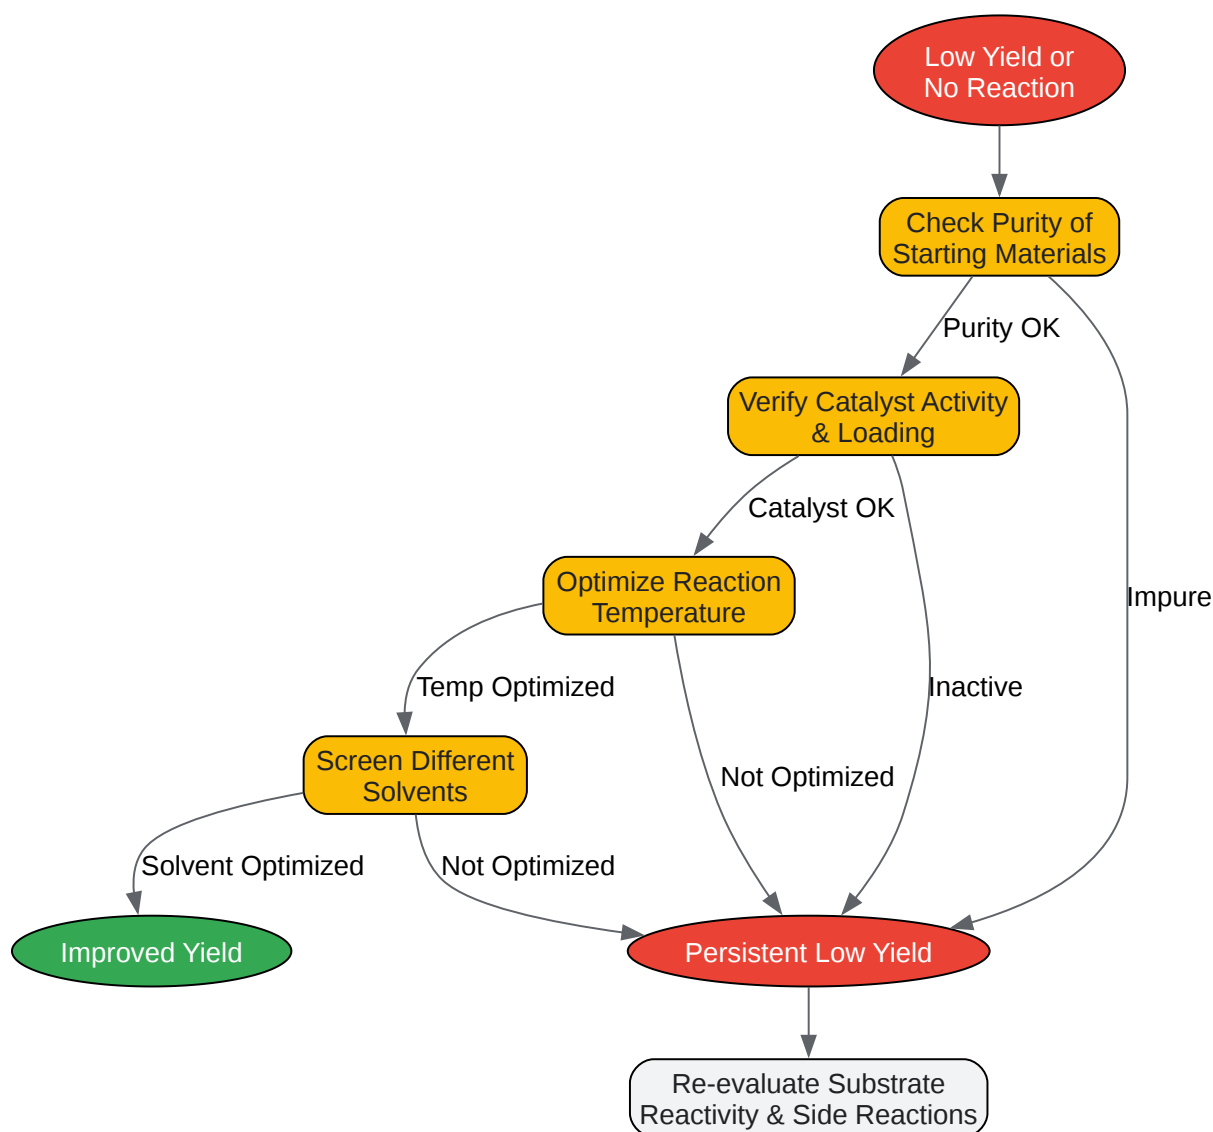 Low Yield or
No Reaction
Check Purity of
Starting Materials
Purity OK
Verify Catalyst Activity
& Loading
Catalyst OK
Optimize Reaction
Temperature
Impure
Temp Optimized
Inactive
Screen Different
Solvents
Not Optimized
Solvent Optimized
Not Optimized
Improved Yield
Persistent Low Yield
Re-evaluate Substrate
Reactivity & Side Reactions